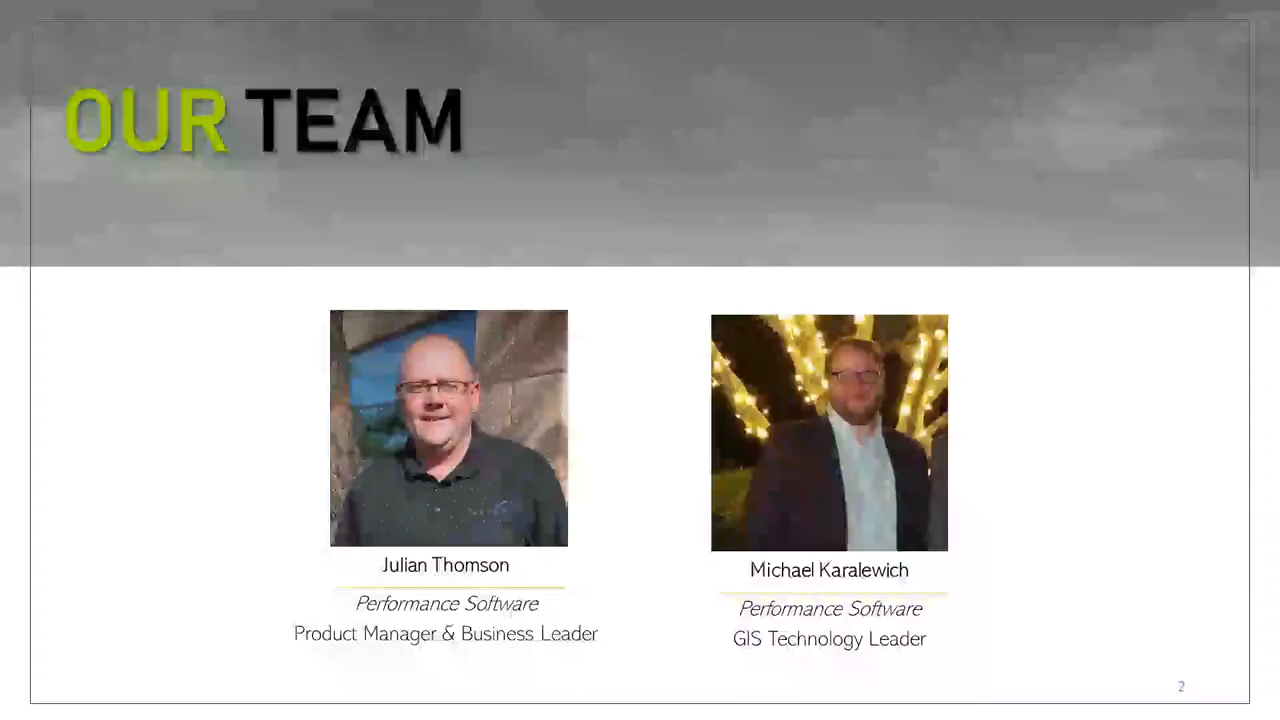 OUR TEAM
Julian Thomson
Performance Software
Product Manager & Business Leader
Michael Karalewich
Performance Software
GIS Technology Leader
2